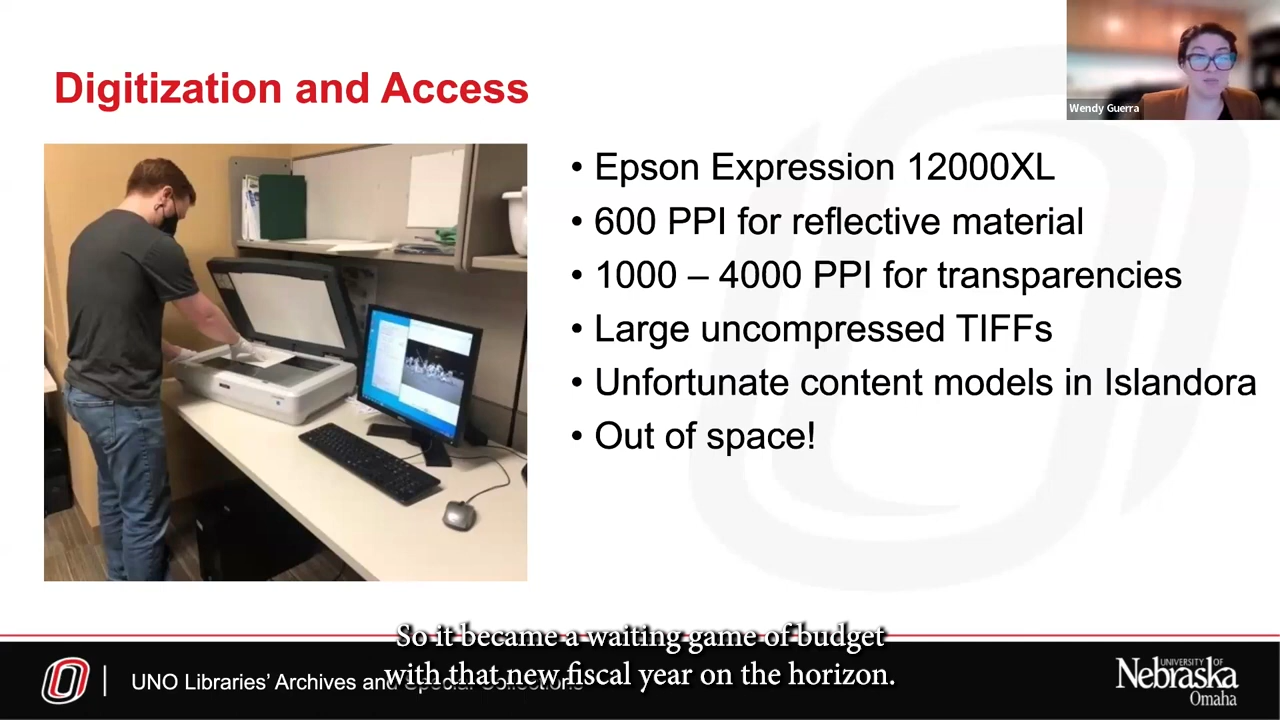 Wendy Guerra
Digitization and Access
• Epson Expression 12000XL
• 600 PPI for reflective material
• 1000 – 4000 PPI for transparencies
• Large uncompressed TIFFs
• Unfortunate content models in Islandora
• Out of space!
So it became a waiting game of budget
with that new fiscal year on the horizon.
UNO Libraries’ Archives and Special Collections
UNIVERSITY OF
Nebraska
Omaha